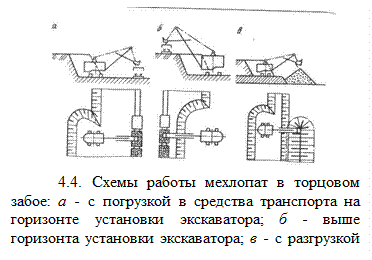 а
б
в
4.4. Схемы работы мехлопат в торцовом
забое: а - с погрузкой в средства транспорта на
горизонте установки экскаватора; б - выше
горизонта установки экскаватора; в - с разгрузкой